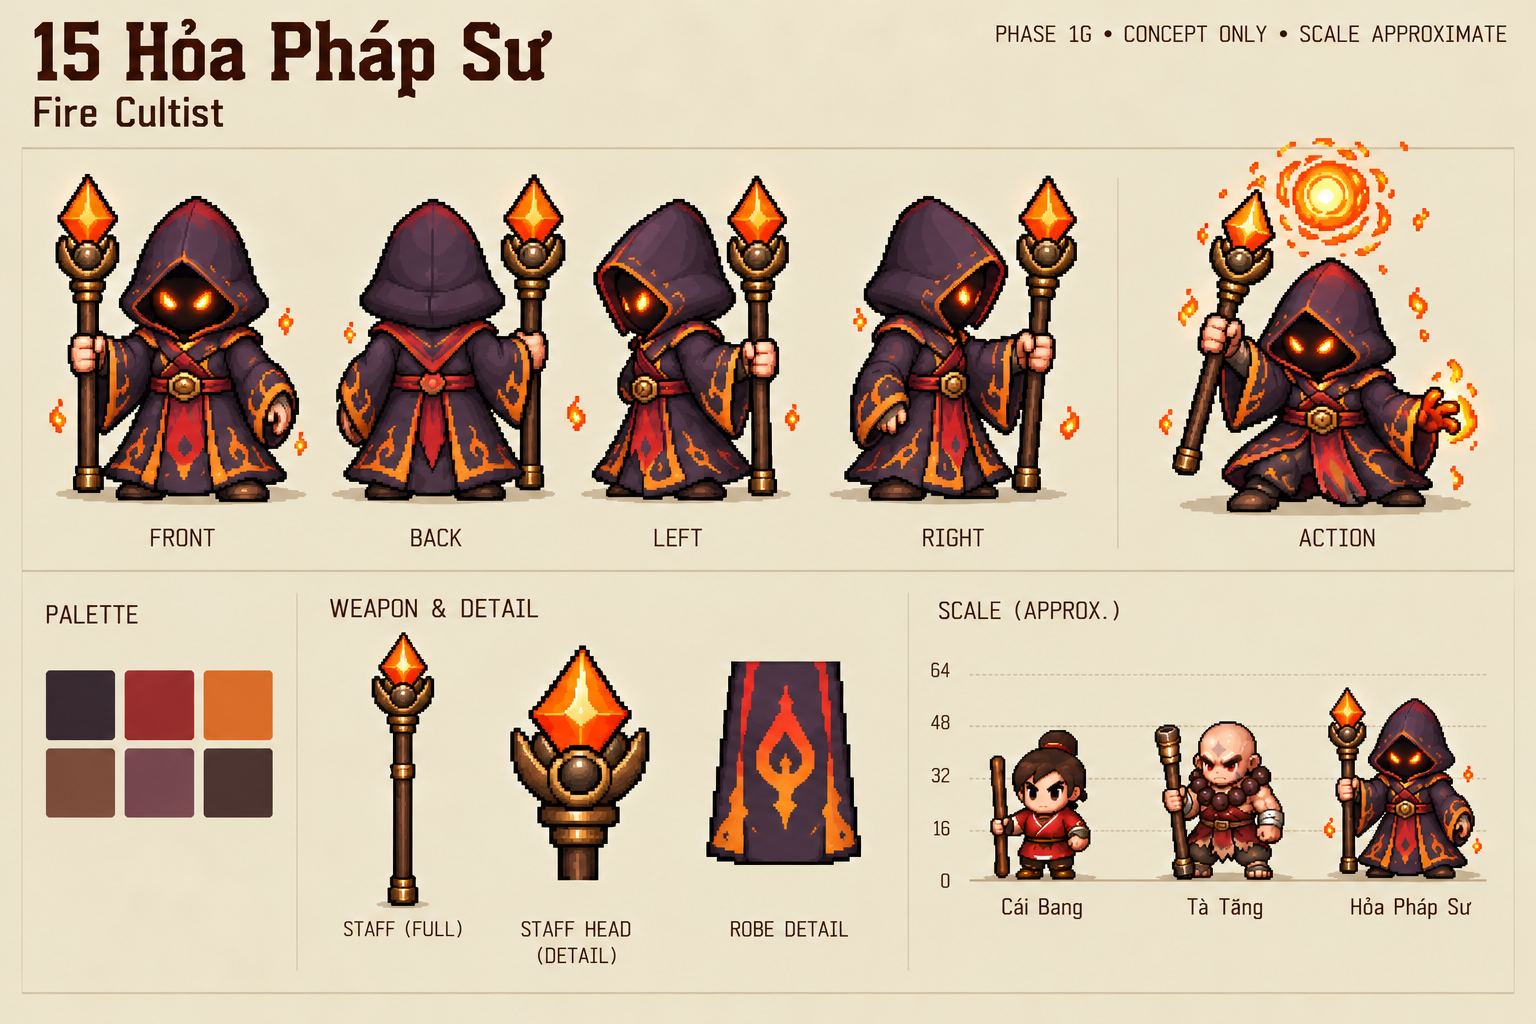 15 Hỏa Pháp Sư
Fire Cultist
PHASE 1G • CONCEPT ONLY • SCALE APPROXIMATE
FRONT
BACK
LEFT
RIGHT
ACTION
PALETTE
WEAPON & DETAIL
STAFF (FULL)
STAFF HEAD
(DETAIL)
ROBE DETAIL
SCALE (APPROX.)
64
48
32
16
0
Cái Bang
Tà Tăng
Hỏa Pháp Sư